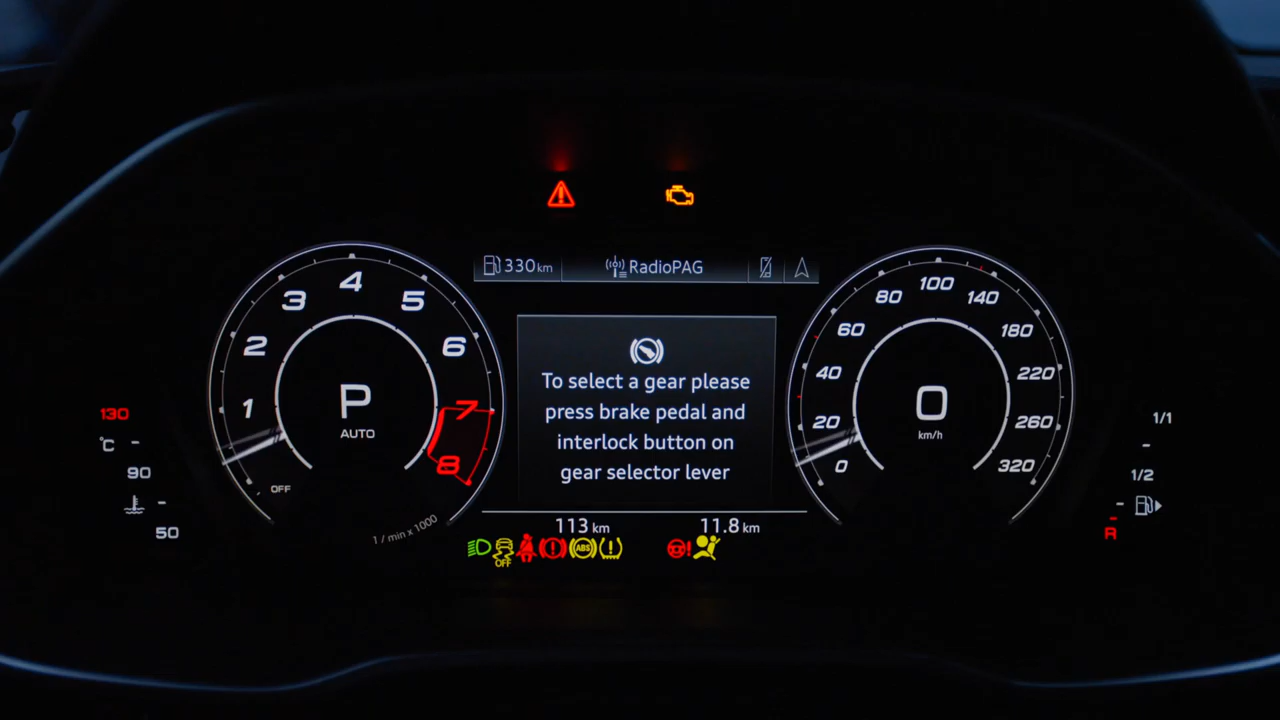 330 km
RadioPAG
1
2
3
4
5
6
7
8
P
AUTO
OFF
1 / min x 1000
130
°C
90
50
To select a gear please
press brake pedal and
interlock button on
gear selector lever
0
20
40
60
80
100
140
180
220
260
320
0
km/h
1/1
1/2
R
113 km
11.8 km
OFF
ABS